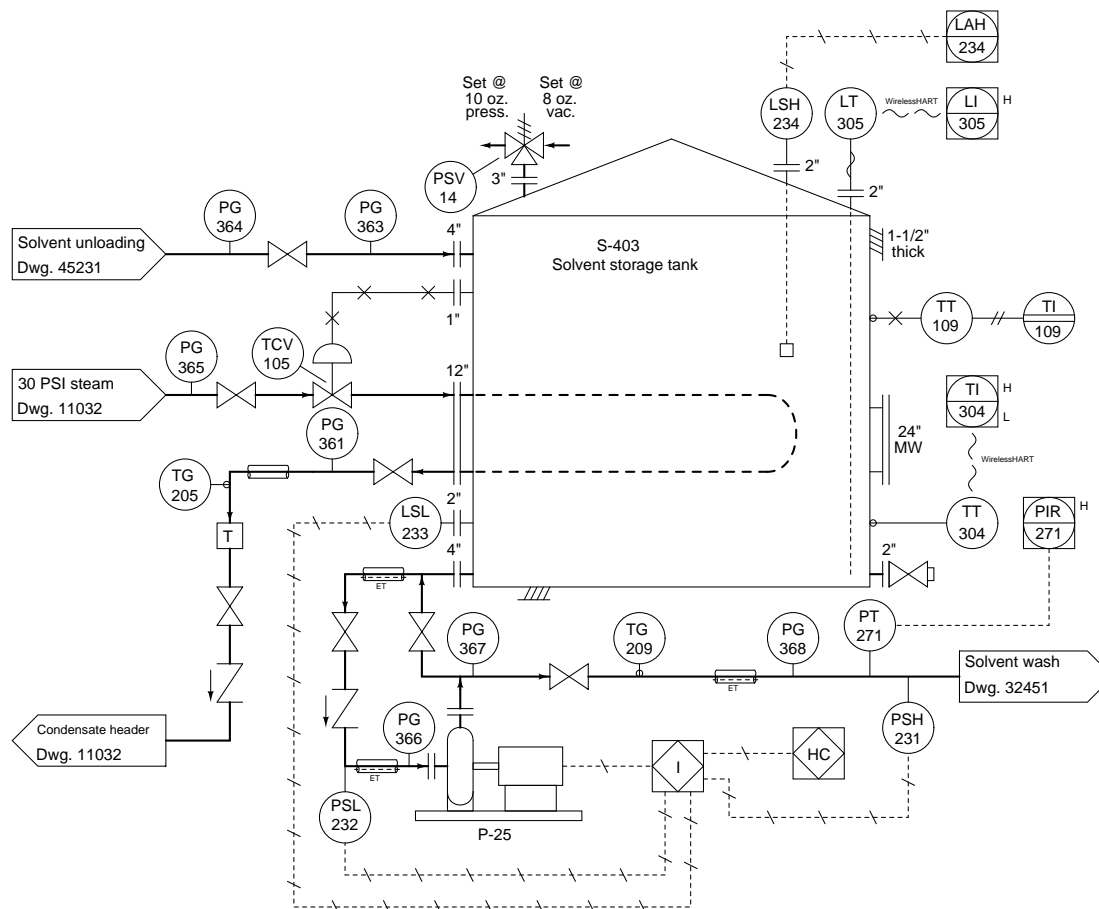 LAH
234
Set @
10 oz.
press.
Set @
8 oz.
vac.
LSH
234
LT
305
WirelessHART
LI
305
H
PSV
14
3"
2"
2"
PG
364
PG
363
4"
1-1/2"
thick
Solvent unloading
Dwg. 45231
S-403
Solvent storage tank
1"
TT
109
TI
109
PG
365
TCV
105
12"
30 PSI steam
Dwg. 11032
TI
304
H
L
PG
361
24"
MW
WirelessHART
TG
205
2"
LSL
233
TT
304
PIR
271
H
T
4"
2"
ET
PG
367
TG
209
PG
368
PT
271
Solvent wash
Dwg. 32451
ET
Condensate header
Dwg. 11032
PG
366
PSH
231
ET
I
HC
PSL
232
P-25